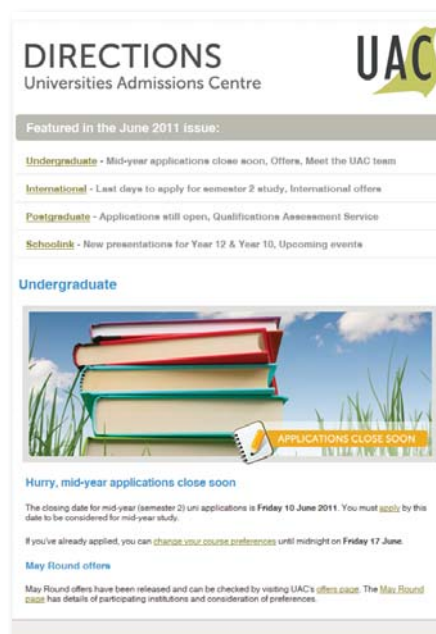 DIRECTIONS
Universities Admissions Centre
UAC
Featured in the June 2011 issue:
Undergraduate - Mid-year applications close soon, Offers, Meet the UAC team
International - Last days to apply for semester 2 study, International offers
Postgraduate - Applications still open, Qualifications Assessment Service
Schoolink - New presentations for Year 12 & Year 10, Upcoming events
Undergraduate
APPLICATIONS CLOSE SOON
Hurry, mid-year applications close soon
The closing date for mid-year (semester 2) uni applications is Friday 10 June 2011. You must apply by this
date to be considered for mid-year study.
If you've already applied, you can change your course preferences until midnight on Friday 17 June.
May Round offers
May Round offers have been released and can be checked by visiting UAC's offers page. The May Round
page has details of participating institutions and consideration of preferences.